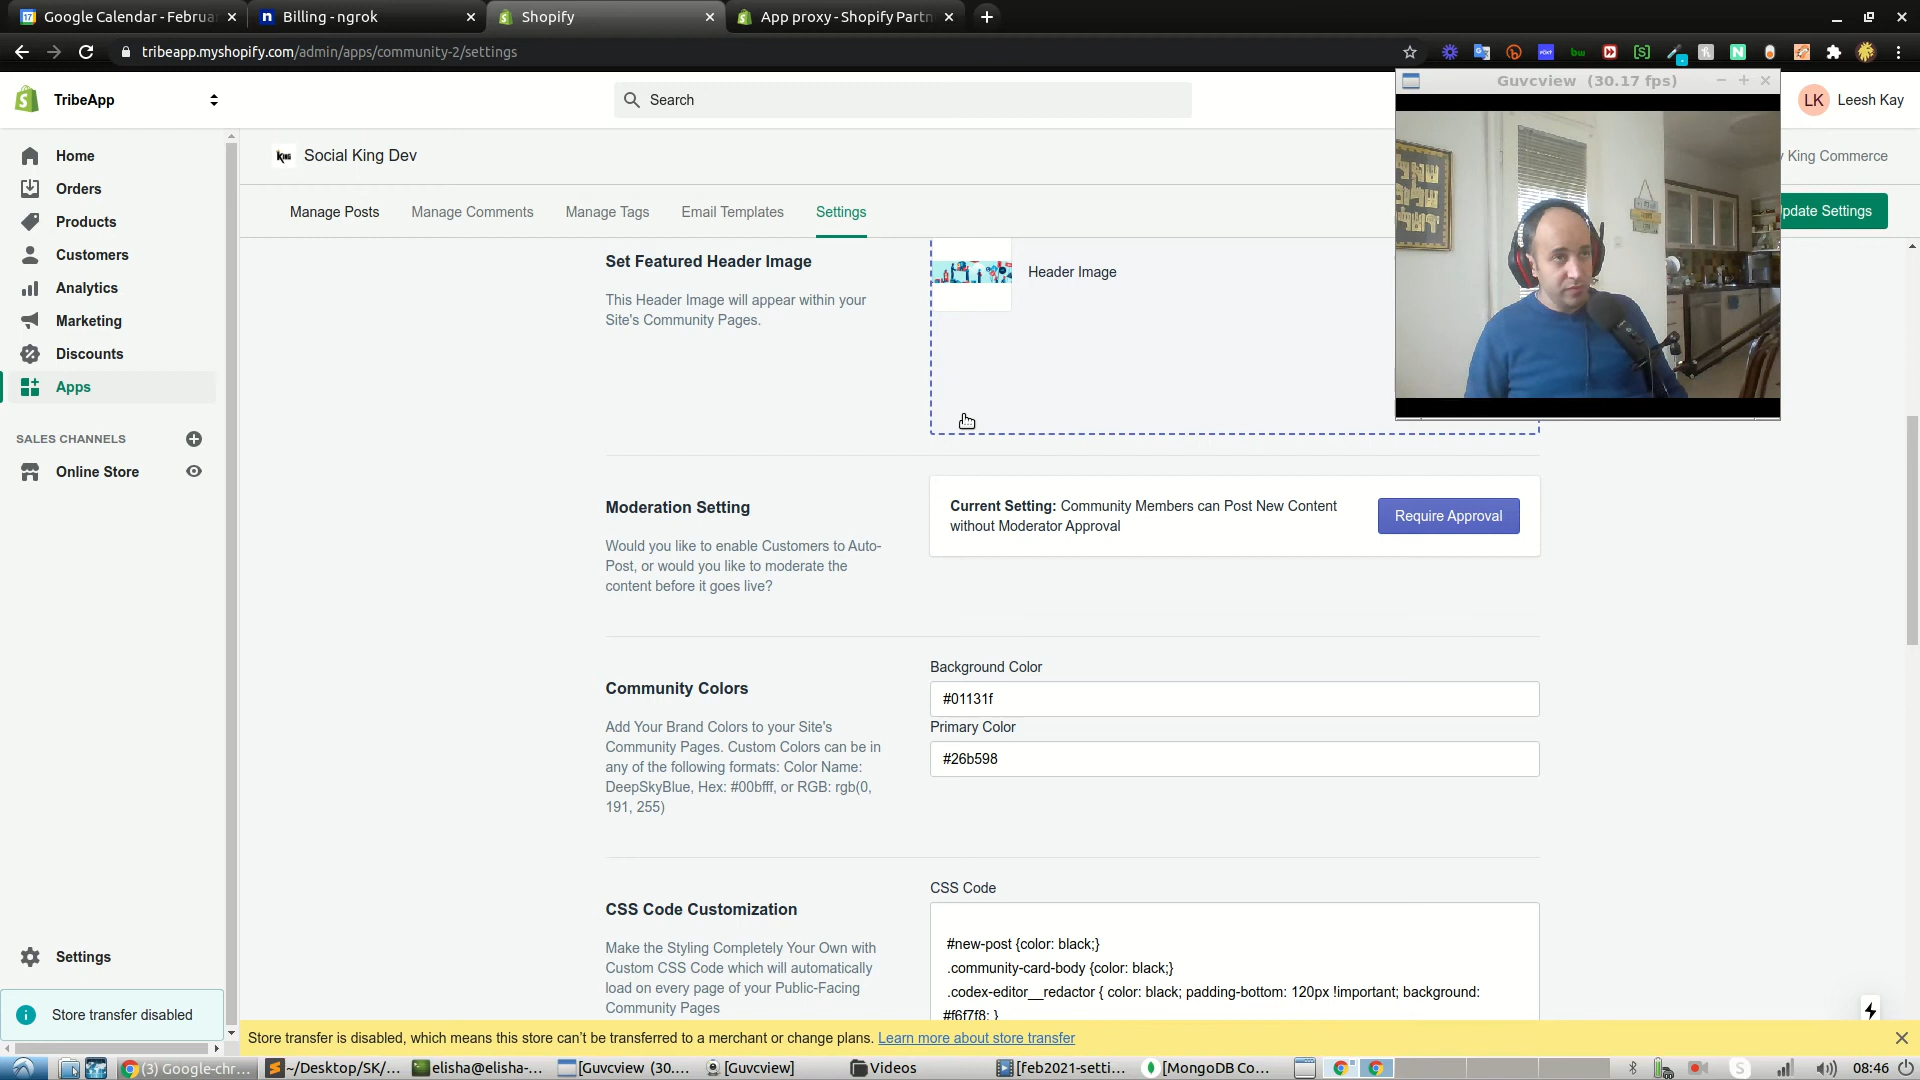 Google Calendar - Februar
Billing - ngrok
Shopify
App proxy - Shopify Partn
tribeapp.myshopify.com/admin/apps/community-2/settings
TribeApp
Search
Guvcview (30.17 fps)
LK
Leesh Kay
Home
Orders
Products
Customers
Analytics
Marketing
Discounts
Apps
SALES CHANNELS
Online Store
Settings
Store transfer disabled
KING
Social King Dev
King Commerce
Manage Posts
Manage Comments
Manage Tags
Email Templates
Settings
pdate Settings
Set Featured Header Image
This Header Image will appear within your
Site's Community Pages.
Header Image
Moderation Setting
Would you like to enable Customers to Auto-
Post, or would you like to moderate the
content before it goes live?
Current Setting: Community Members can Post New Content
without Moderator Approval
Require Approval
Community Colors
Add Your Brand Colors to your Site's
Community Pages. Custom Colors can be in
any of the following formats: Color Name:
DeepSkyBlue, Hex: #00bfff, or RGB: rgb(0,
191, 255)
Background Color
#01131f
Primary Color
#26b598
CSS Code Customization
Make the Styling Completely Your Own with
Custom CSS Code which will automatically
load on every page of your Public-Facing
Community Pages
CSS Code
#new-post {color: black;}
.community-card-body {color: black;}
.codex-editor__redactor { color: black; padding-bottom: 120px !important; background:
#f6f7f8; }
Store transfer is disabled, which means this store can't be transferred to a merchant or change plans. Learn more about store transfer
(3) Google-chr...
~/Desktop/SK/...
elisha@elisha-...
[Guvcview (30....
[Guvcview]
Videos
[feb2021-setti...
[MongoDB Co...
08:46